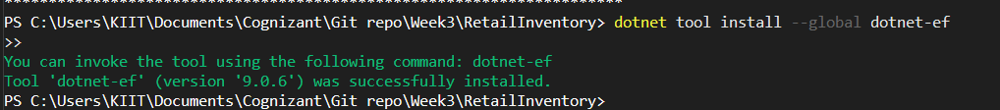 *******************************************************************
PS C:\Users\KIIT\Documents\Cognizant\Git repo\Week3\RetailInventory> dotnet tool install --global dotnet-ef
>>
You can invoke the tool using the following command: dotnet-ef
Tool 'dotnet-ef' (version '9.0.6') was successfully installed.
PS C:\Users\KIIT\Documents\Cognizant\Git repo\Week3\RetailInventory>